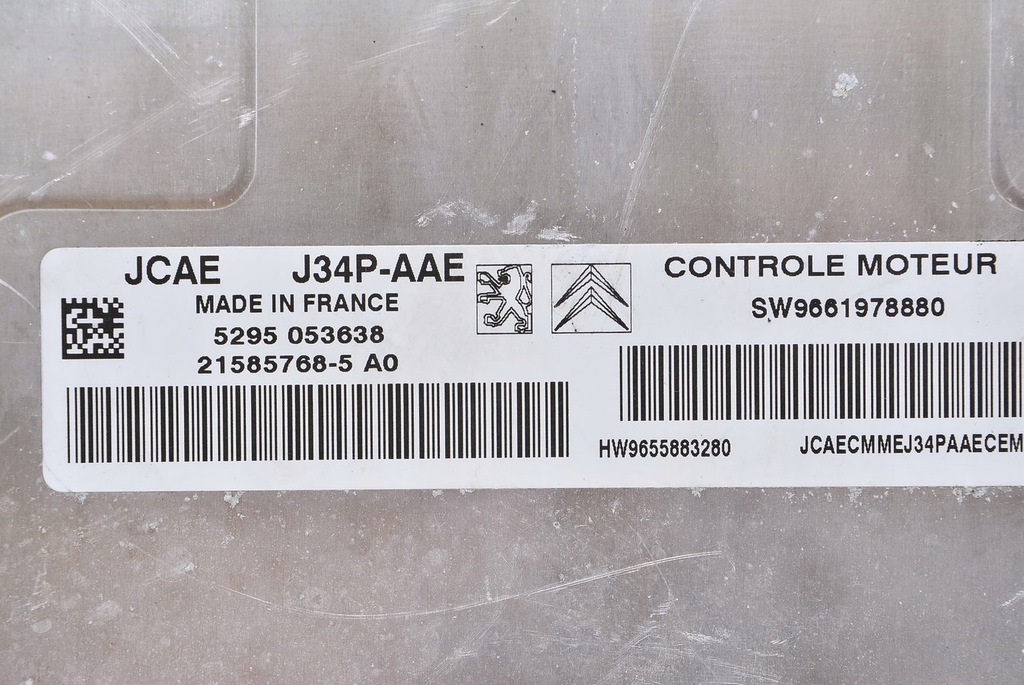 JCAE J34P-AAE
MADE IN FRANCE
5295 053638
21585768-5 A0
CONTROLE MOTEUR
SW9661978880
HW9655883280 JCAECMMEJ34PAAECEM